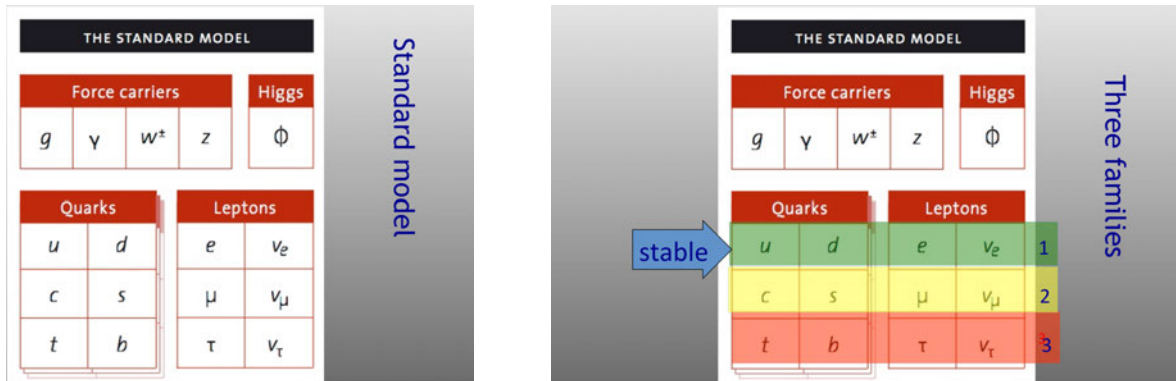 THE STANDARD MODEL
Force carriers Higgs
g γ w± z ϕ
Quarks Leptons
u d e νe
c s μ νμ
t b τ ντ
Standard model
THE STANDARD MODEL
Force carriers Higgs
g γ w± z ϕ
Quarks Leptons
stable u d e νe 1
c s μ νμ 2
t b τ ντ 3 3
Three families